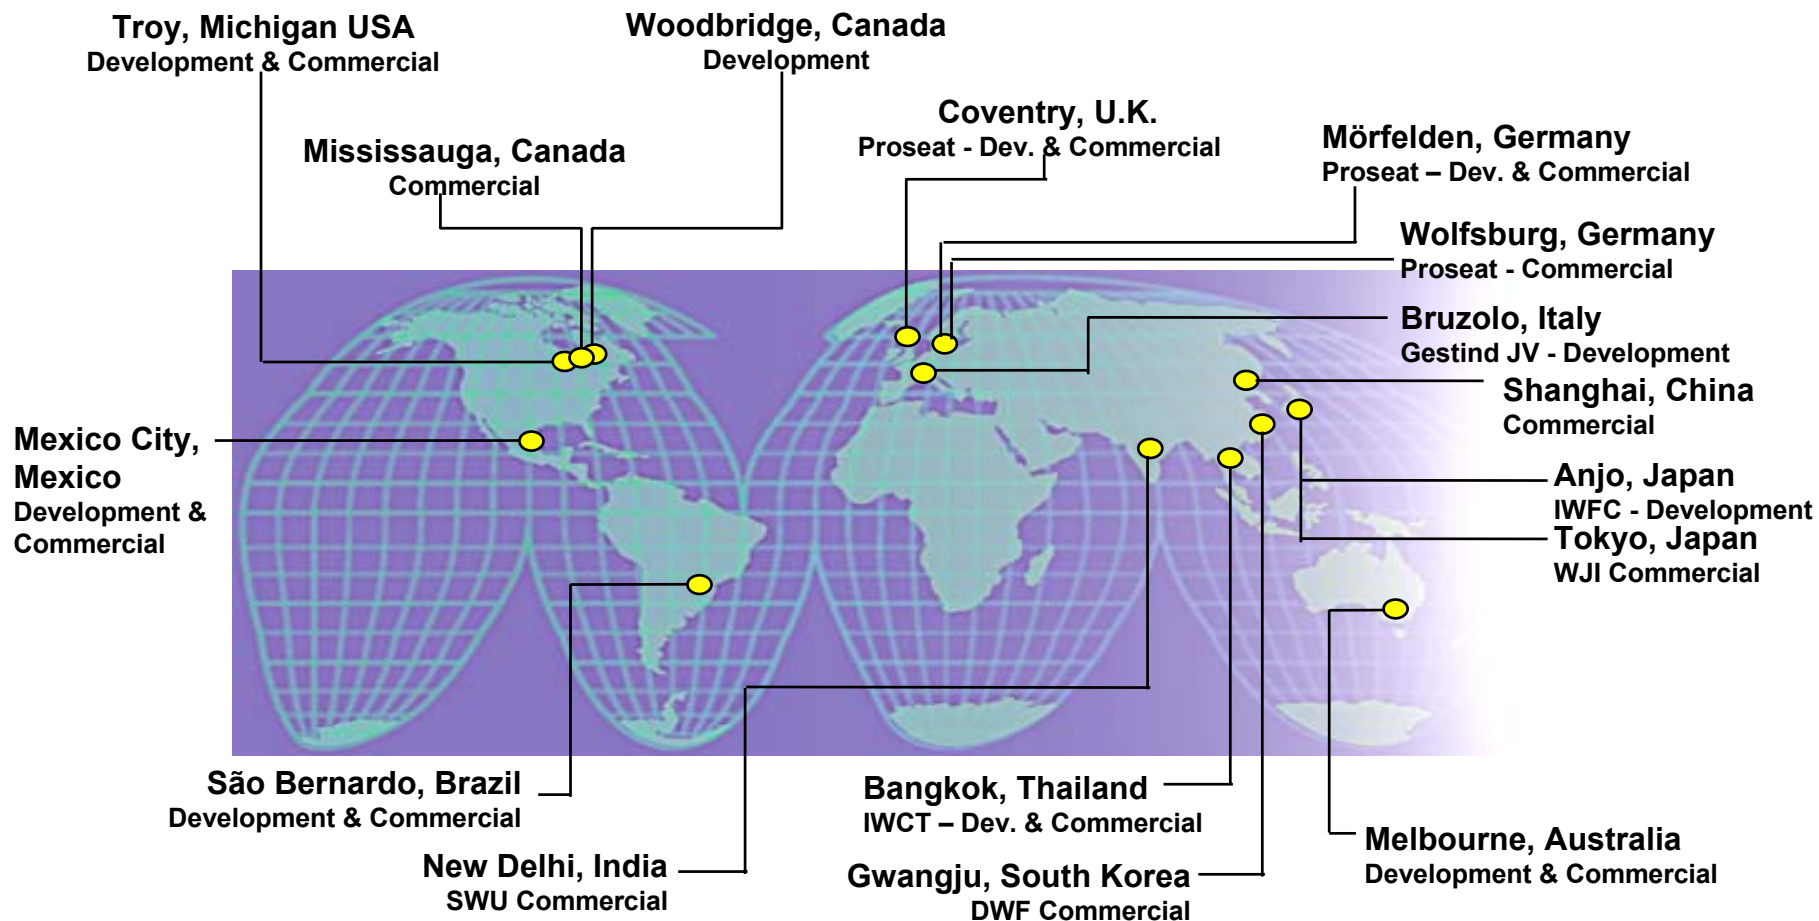 Troy, Michigan USA
Development & Commercial
Woodbridge, Canada
Development
Mississauga, Canada
Commercial
Coventry, U.K.
Proseat - Dev. & Commercial
Mörfelden, Germany
Proseat – Dev. & Commercial
Wolfsburg, Germany
Proseat - Commercial
Bruzolo, Italy
Gestind JV - Development
Shanghai, China
Commercial
Mexico City,
Mexico
Development &
Commercial
Anjo, Japan
IWFC - Development
Tokyo, Japan
WJI Commercial
São Bernardo, Brazil
Development & Commercial
New Delhi, India
SWU Commercial
Bangkok, Thailand
IWCT – Dev. & Commercial
Gwangju, South Korea
DWF Commercial
Melbourne, Australia
Development & Commercial